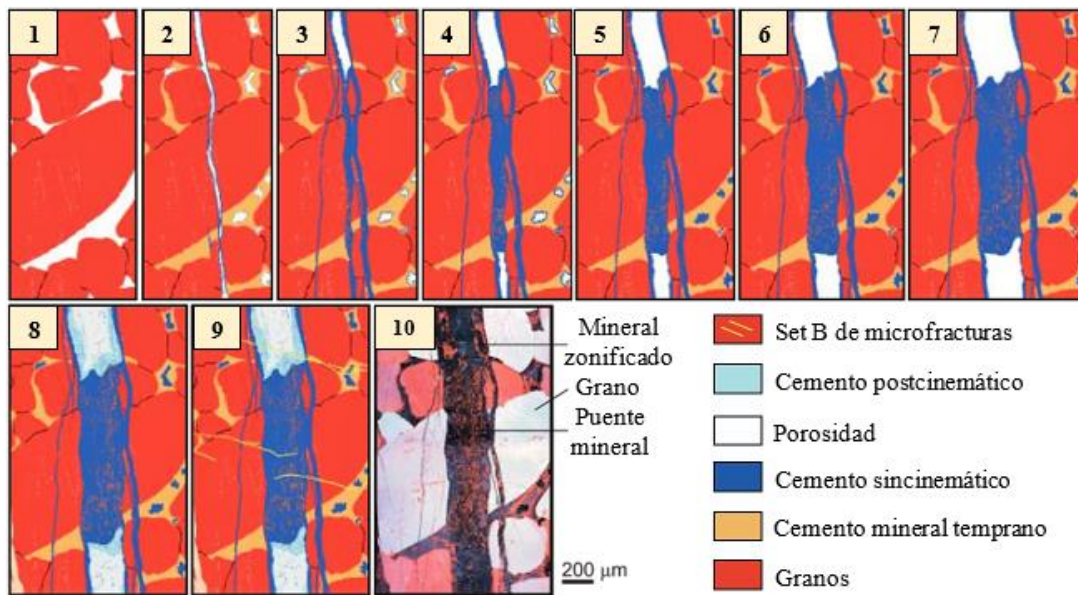 1
2
3
4
5
6
7
8
9
10
Mineral
zonificado
Grano
Puente
mineral
200 μm
Set B de microfracturas
Cemento postcinemático
Porosidad
Cemento sincinemático
Cemento mineral temprano
Granos